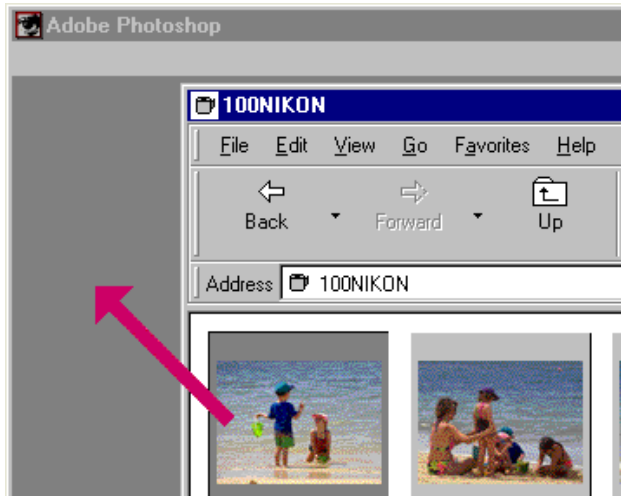 Adobe Photoshop
100NIKON
File Edit View Go Favorites Help
Back Forward Up
Address 100NIKON